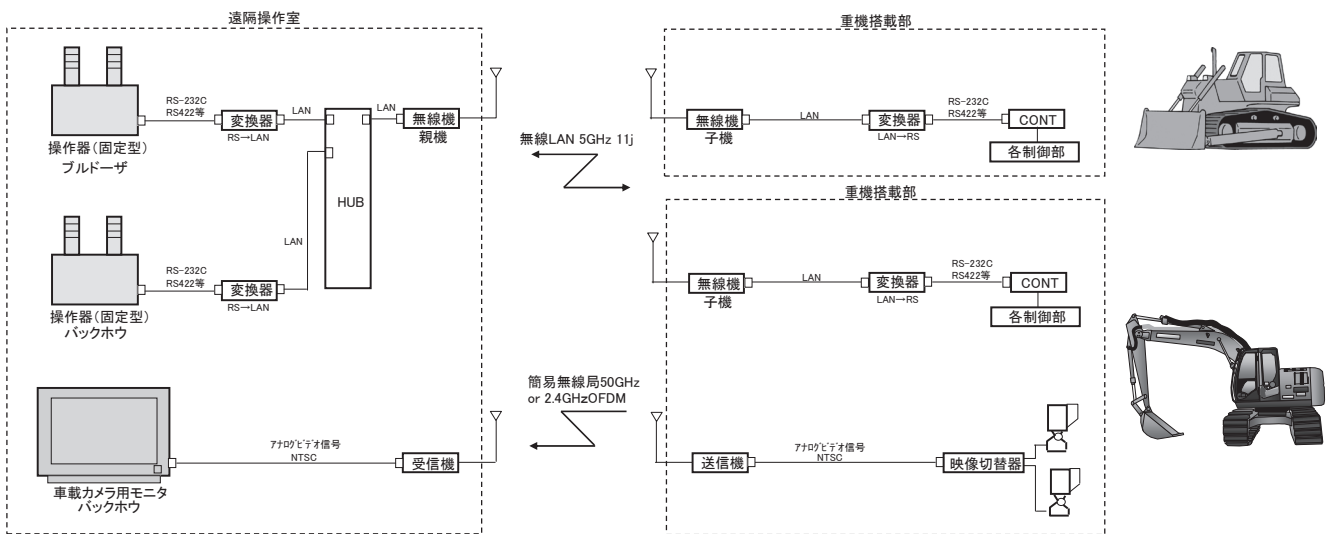 遠隔操作室
RS-232C
RS422等
LAN
LAN
変換器
RS→LAN
無線機
親機
操作器(固定型)
ブルドーザ
HUB
LAN
RS-232C
RS422等
変換器
RS→LAN
操作器(固定型)
バックホウ
アナログビデオ信号
NTSC
受信機
車載カメラ用モニタ
バックホウ
無線LAN 5GHz 11j
簡易無線局50GHz
or 2.4GHzOFDM
重機搭載部
無線機
子機
LAN
変換器
LAN→RS
RS-232C
RS422等
CONT
各制御部
重機搭載部
無線機
子機
LAN
変換器
LAN→RS
RS-232C
RS422等
CONT
各制御部
送信機
アナログビデオ信号
NTSC
映像切替器